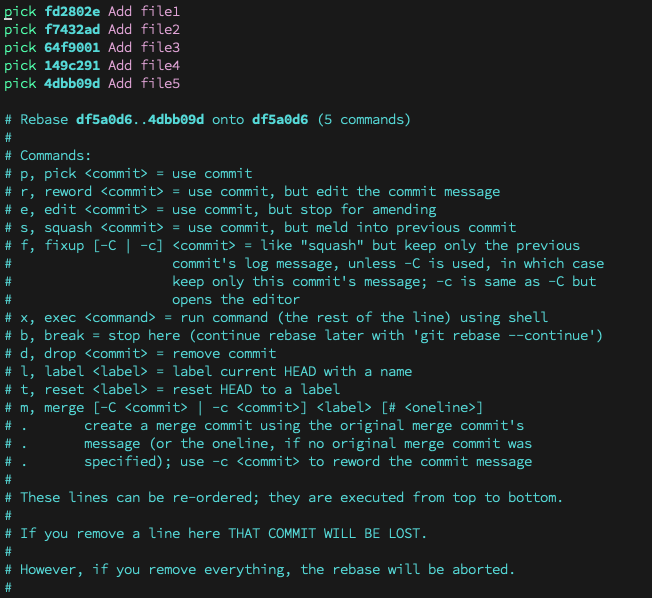 pick fd2802e Add file1
pick f7432ad Add file2
pick 64f9001 Add file3
pick 149c291 Add file4
pick 4dbb09d Add file5

# Rebase df5a0d6..4dbb09d onto df5a0d6 (5 commands)
#
# Commands:
# p, pick <commit> = use commit
# r, reword <commit> = use commit, but edit the commit message
# e, edit <commit> = use commit, but stop for amending
# s, squash <commit> = use commit, but meld into previous commit
# f, fixup [-C | -c] <commit> = like "squash" but keep only the previous
#                    commit's log message, unless -C is used, in which case
#                    keep only this commit's message; -c is same as -C but
#                    opens the editor
# x, exec <command> = run command (the rest of the line) using shell
# b, break = stop here (continue rebase later with 'git rebase --continue')
# d, drop <commit> = remove commit
# l, label <label> = label current HEAD with a name
# t, reset <label> = reset HEAD to a label
# m, merge [-C <commit> | -c <commit>] <label> [# <oneline>]
# .       create a merge commit using the original merge commit's
# .       message (or the oneline, if no original merge commit was
# .       specified); use -c <commit> to reword the commit message
#
# These lines can be re-ordered; they are executed from top to bottom.
#
# If you remove a line here THAT COMMIT WILL BE LOST.
#
# However, if you remove everything, the rebase will be aborted.
#